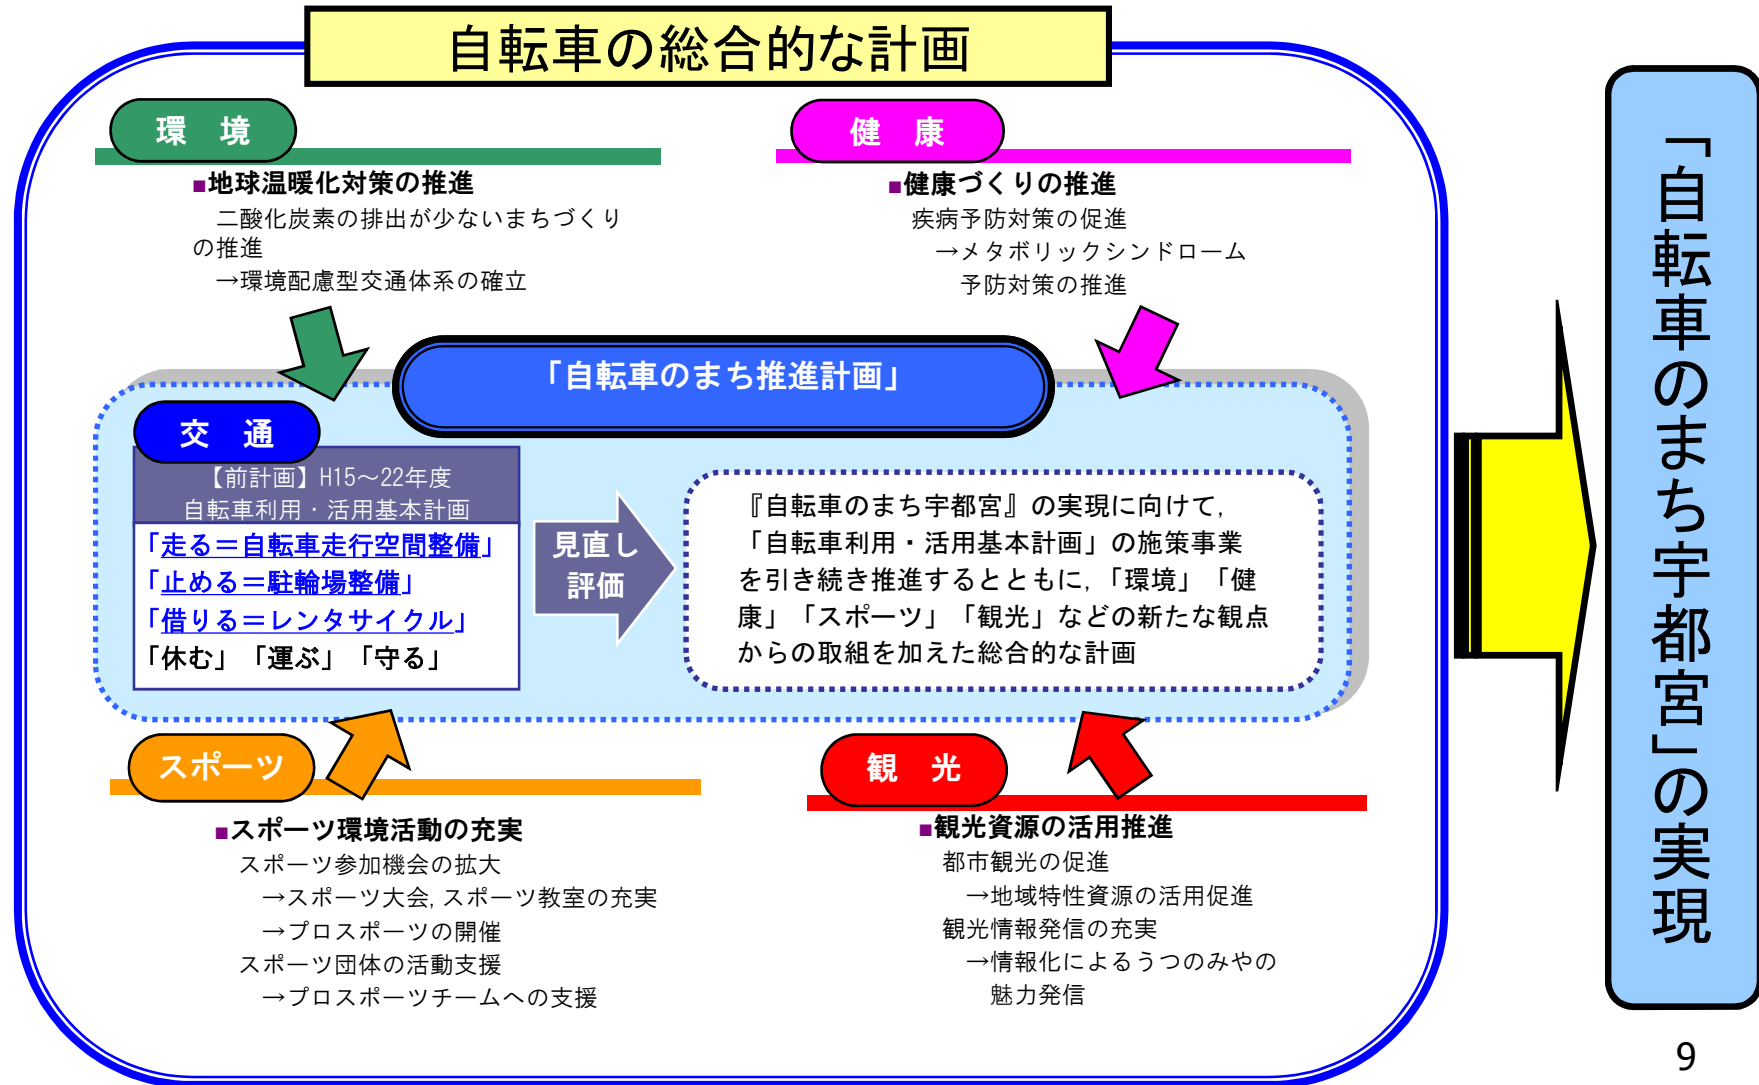 自転車の総合的な計画
環　境
■地球温暖化対策の推進
二酸化炭素の排出が少ないまちづくり
の推進
→環境配慮型交通体系の確立
健　康
■健康づくりの推進
疾病予防対策の促進
→メタボリックシンドローム
予防対策の推進
「自転車のまち推進計画」
交　通
【前計画】H15～22年度
自転車利用・活用基本計画
「走る＝自転車走行空間整備」
「止める＝駐輪場整備」
「借りる＝レンタサイクル」
「休む」「運ぶ」「守る」
見直し
評価
『自転車のまち宇都宮』の実現に向けて，
「自転車利用・活用基本計画」の施策事業
を引き続き推進するとともに，「環境」「健
康」「スポーツ」「観光」などの新たな観点
からの取組を加えた総合的な計画
スポーツ
■スポーツ環境活動の充実
スポーツ参加機会の拡大
→スポーツ大会，スポーツ教室の充実
→プロスポーツの開催
スポーツ団体の活動支援
→プロスポーツチームへの支援
観　光
■観光資源の活用推進
都市観光の促進
→地域特性資源の活用促進
観光情報発信の充実
→情報化によるうつのみやの
魅力発信
「自転車のまち宇都宮」の実現
9